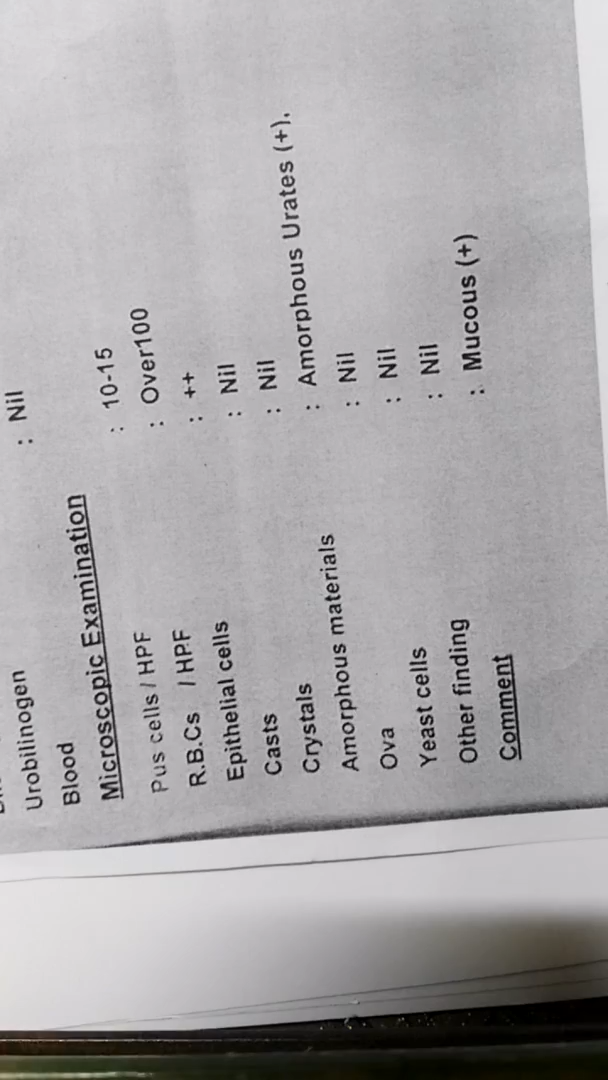 Urobilinogen
Blood : Nil
Microscopic Examination
Pus cells / HPF : 10-15
R.B.Cs / HPF : Over100
Epithelial cells : ++
Casts : Nil
Crystals : Nil
Amorphous materials : Amorphous Urates (+).
Ova : Nil
Yeast cells : Nil
Other finding : Nil
Comment : Mucous (+)